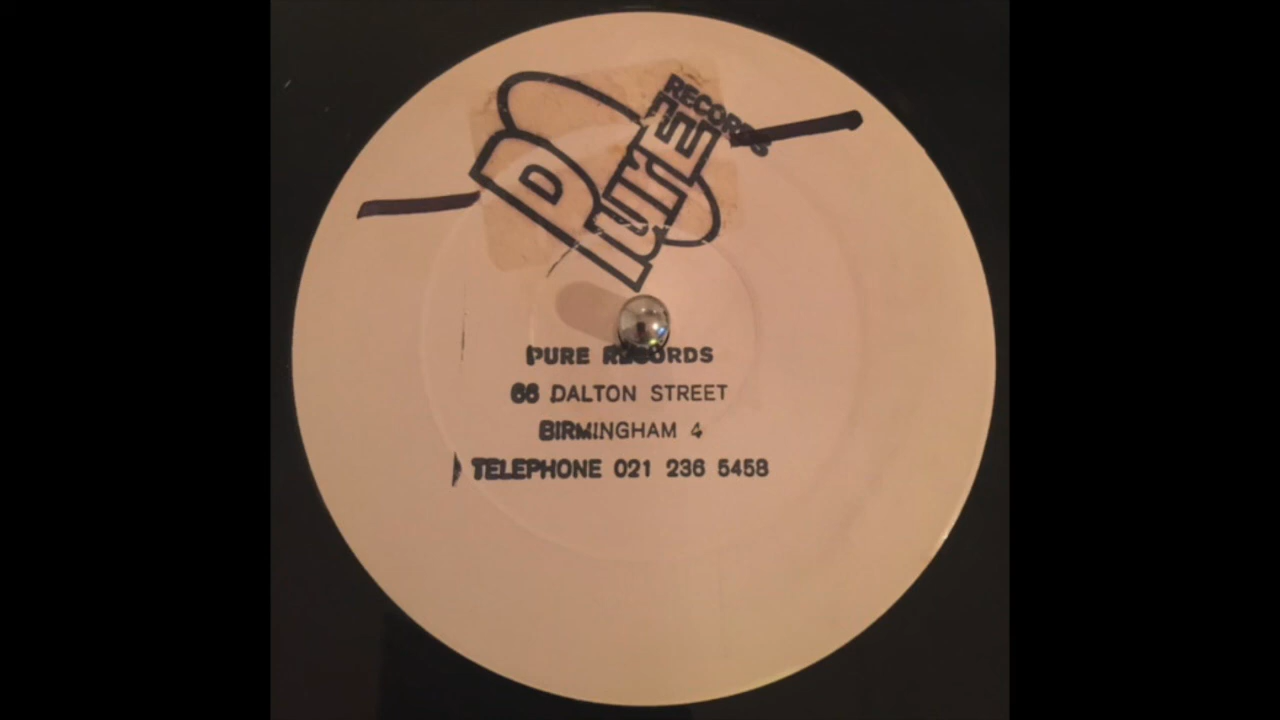 PURE RECORDS
PURE RECORDS
66 DALTON STREET
BIRMINGHAM 4
TELEPHONE 021 236 5458